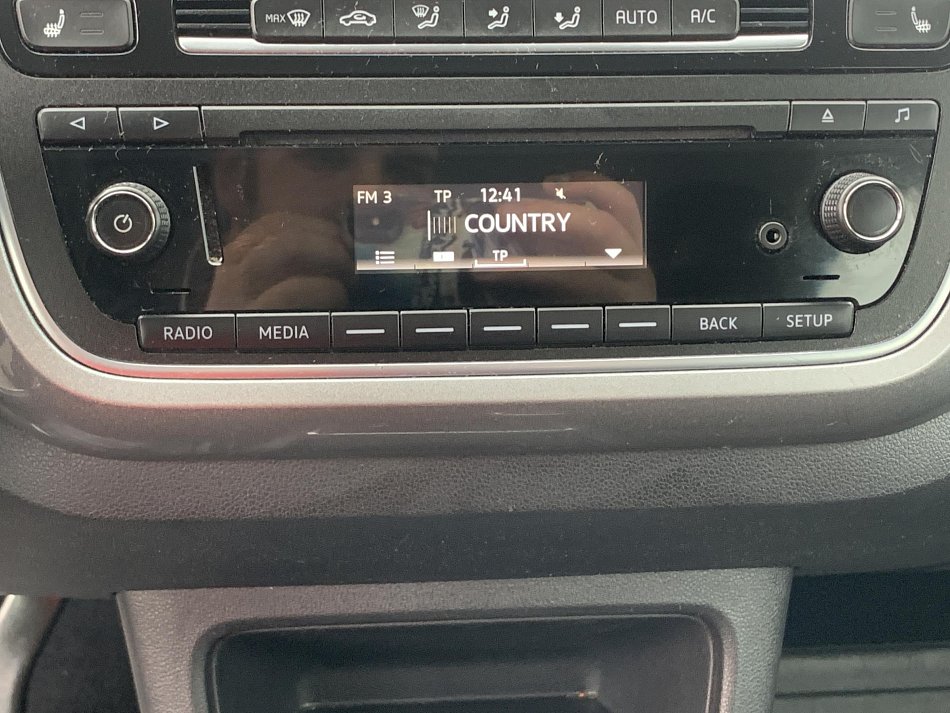 MAX AUTO A/C
FM 3 TP 12:41
COUNTRY
TP
RADIO MEDIA BACK SETUP